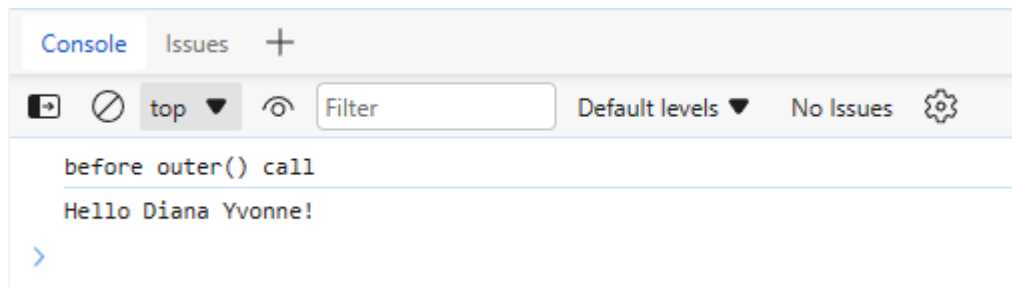 Console Issues
top Filter Default levels No Issues
before outer() call
Hello Diana Yvonne!